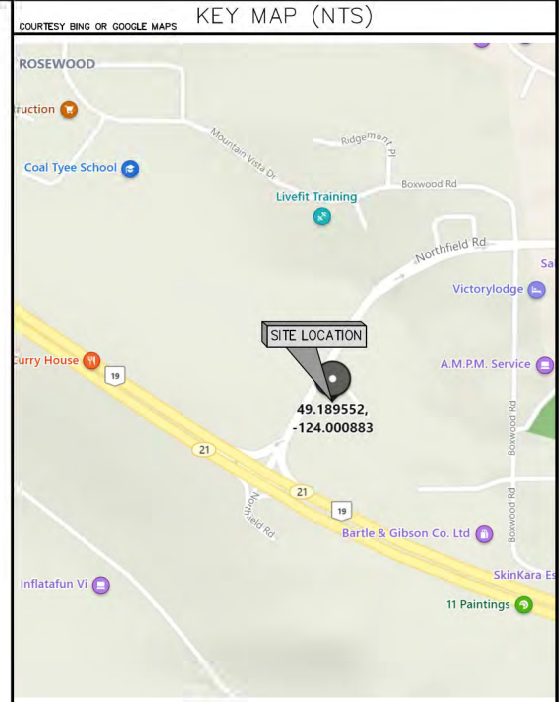 KEY MAP (NTS)
COURTESY BING OR GOOGLE MAPS
ROSEWOOD
ruction
Mountain Vista Dr
Ridgemont Pl
Coal Tyee School
Livefit Training
Boxwood Rd
Northfield Rd
Sa
Victorylodge
SITE LOCATION
Curry House
19
A.M.P.M. Service
49.189552,
-124.000883
Boxwood Rd
21
21
19
Northfield Rd
Boxwood Rd
Bartle & Gibson Co. Ltd
SkinKara Es
Inflatafun Vi
11 Paintings